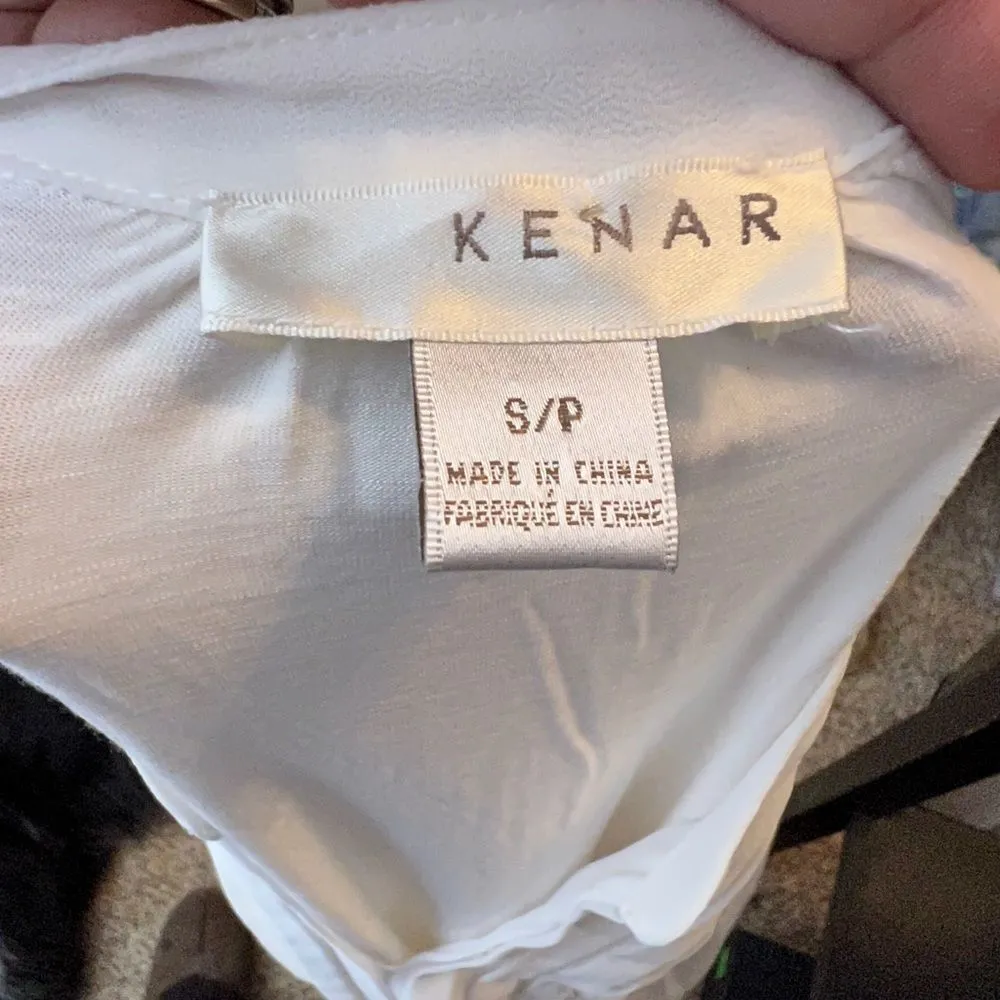 KENAR
S/P
MADE IN CHINA
FABRIQUÉ EN CHINE